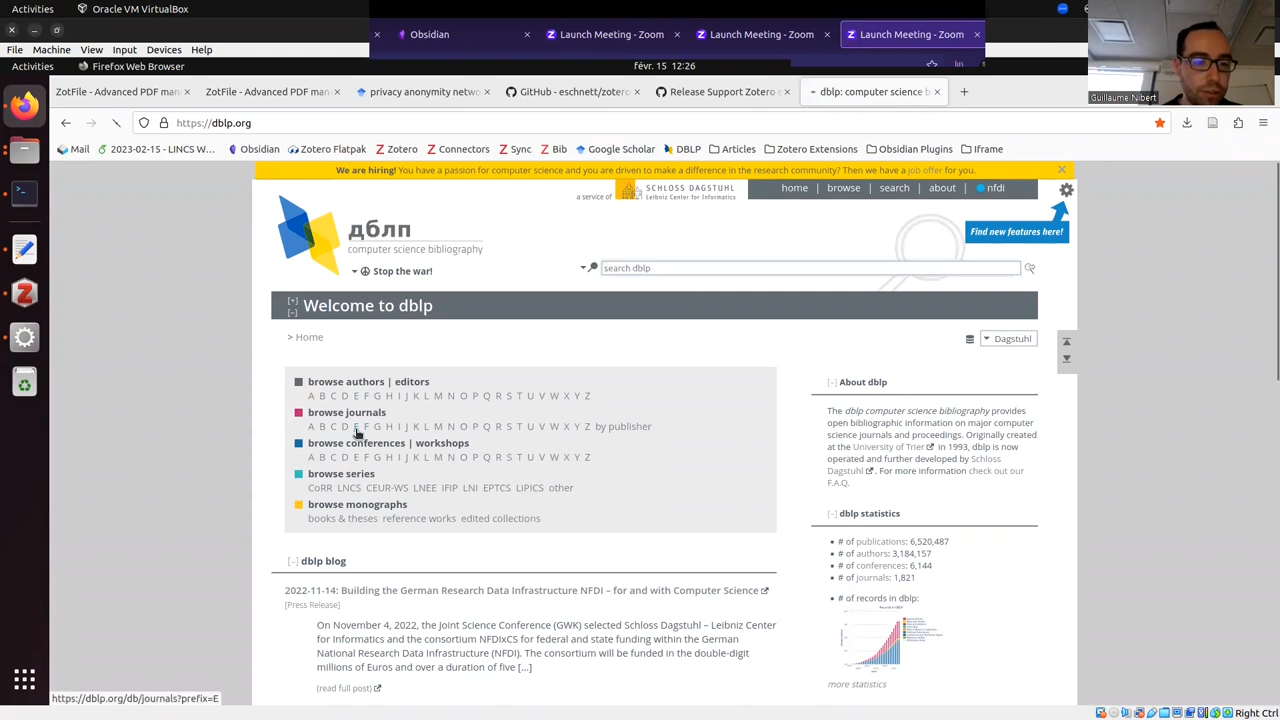 Activities
Oracle VM VirtualBox
Obsidian
Launch Meeting - Zoom
Launch Meeting - Zoom
Launch Meeting - Zoom
File Machine View Input Devices Help
Activities
Firefox Web Browser
févr. 15 12:26
Guillaume Nibert
ZotFile - Advanced PDF man
ZotFile - Advanced PDF man
privacy anonymity netwo
GitHub - eschnett/zotero
Release Support Zotero
dblp: computer science b
https://dblp.org
Mail
2023-02-15 - LINCS W...
Obsidian
Zotero Flatpak
Zotero
Connectors
Sync
Bib
Google Scholar
DBLP
Articles
Zotero Extensions
Obsidian Plugins
Iframe
We are hiring! You have a passion for computer science and you are driven to make a difference in the research community? Then we have a job offer for you.
a service of
SCHLOSS DAGSTUHL
Leibniz Center for Informatics
home | browse | search | about | nfdi
дблп
computer science bibliography
Stop the war!
Find new features here!
search dblp
[+]
[−]
Welcome to dblp
> Home
Dagstuhl
browse authors | editors
A B C D E F G H I J K L M N O P Q R S T U V W X Y Z
browse journals
A B C D E F G H I J K L M N O P Q R S T U V W X Y Z by publisher
browse conferences | workshops
A B C D E F G H I J K L M N O P Q R S T U V W X Y Z
browse series
CoRR LNCS CEUR-WS LNEE IFIP LNI EPTCS LIPICS other
browse monographs
books & theses reference works edited collections
[−] dblp blog
2022-11-14: Building the German Research Data Infrastructure NFDI – for and with Computer Science
[Press Release]
On November 4, 2022, the Joint Science Conference (GWK) selected Schloss Dagstuhl – Leibniz Center
for Informatics and the consortium NFDIxCS for federal and state funding within the German
National Research Data Infrastructure (NFDI). The consortium will be funded in the double-digit
millions of Euros and over a duration of five [...]
(read full post)
[−] About dblp
The dblp computer science bibliography provides
open bibliographic information on major
computer science journals and proceedings. Originally created
at the University of Trier in 1993, dblp is now
operated and further developed by Schloss
Dagstuhl. For more information check out our
F.A.Q.
[−] dblp statistics
# of publications: 6,520,487
# of authors: 3,184,157
# of conferences: 6,144
# of journals: 1,821
# of records in dblp:
more statistics
https://dblp.org/db/journals?prefix=E
Right Ctrl